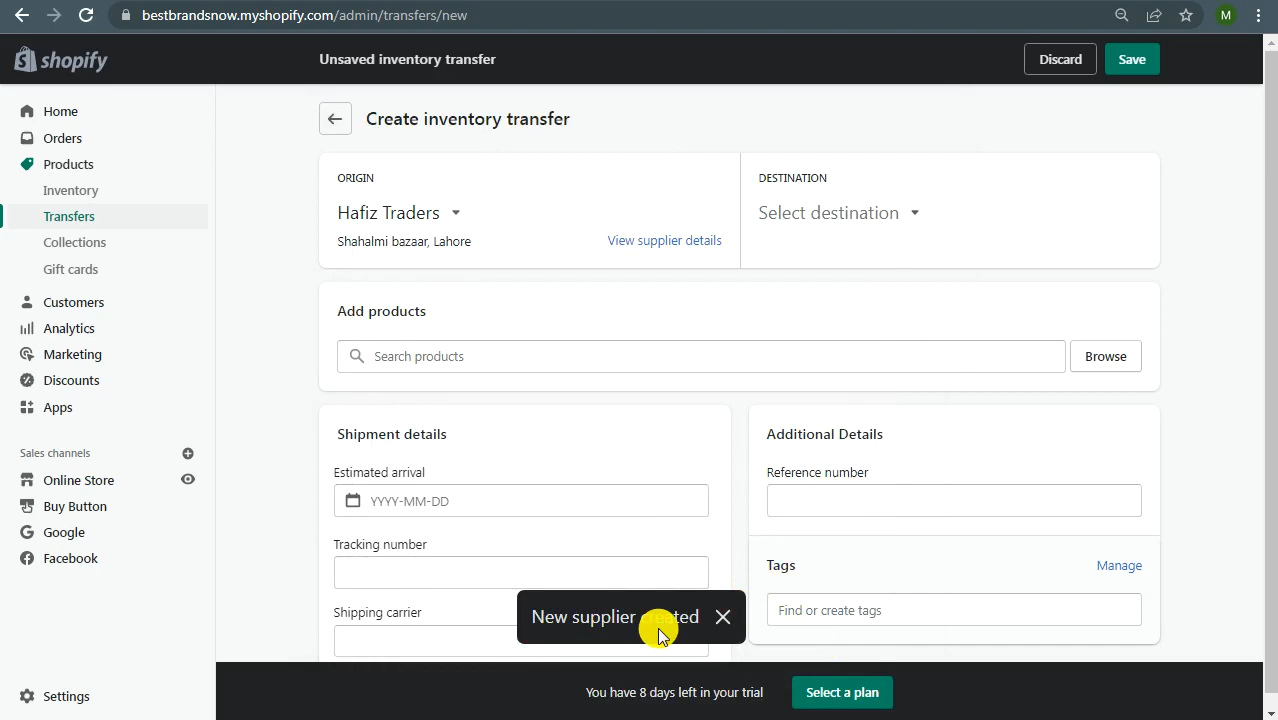 bestbrandsnow.myshopify.com/admin/transfers/new
M
shopify
Unsaved inventory transfer
Discard
Save
Home
Orders
Products
Inventory
Transfers
Collections
Gift cards
Customers
Analytics
Marketing
Discounts
Apps
Sales channels
Online Store
Buy Button
Google
Facebook
Settings
Create inventory transfer
ORIGIN
Hafiz Traders
Shahalmi bazaar, Lahore
View supplier details
DESTINATION
Select destination
Add products
Search products
Browse
Shipment details
Estimated arrival
YYYY-MM-DD
Tracking number
Shipping carrier
Additional Details
Reference number
Tags
Manage
Find or create tags
New supplier created
You have 8 days left in your trial
Select a plan